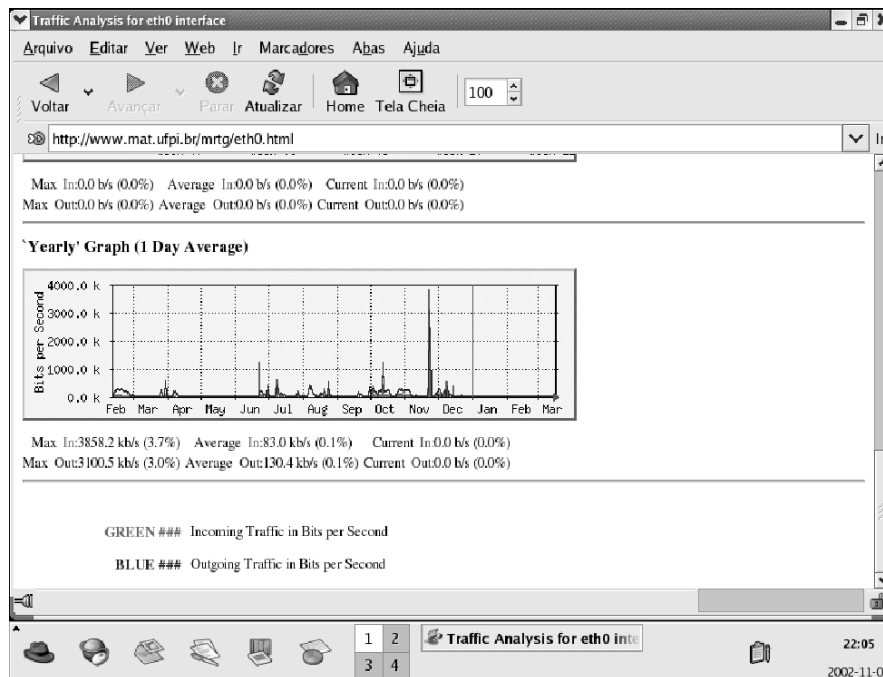 Traffic Analysis for eth0 interface
Arquivo Editar Ver Web Ir Marcadores Abas Ajuda
Voltar Avançar Parar Atualizar Home Tela Cheia 100
http://www.mat.ufpi.br/mrtg/eth0.html
Max In:0.0 b/s (0.0%) Average In:0.0 b/s (0.0%) Current In:0.0 b/s (0.0%)
Max Out:0.0 b/s (0.0%) Average Out:0.0 b/s (0.0%) Current Out:0.0 b/s (0.0%)
`Yearly' Graph (1 Day Average)
Bits per Second
4000.0 k
3000.0 k
2000.0 k
1000.0 k
0.0 k
Feb Mar Apr May Jun Jul Aug Sep Oct Nov Dec Jan Feb Mar
Max In:3858.2 kb/s (3.7%) Average In:83.0 kb/s (0.1%) Current In:0.0 b/s (0.0%)
Max Out:3100.5 kb/s (3.0%) Average Out:130.4 kb/s (0.1%) Current Out:0.0 b/s (0.0%)
GREEN ### Incoming Traffic in Bits per Second
BLUE ### Outgoing Traffic in Bits per Second
1 2
3 4
Traffic Analysis for eth0 inte
22:05
2002-11-0